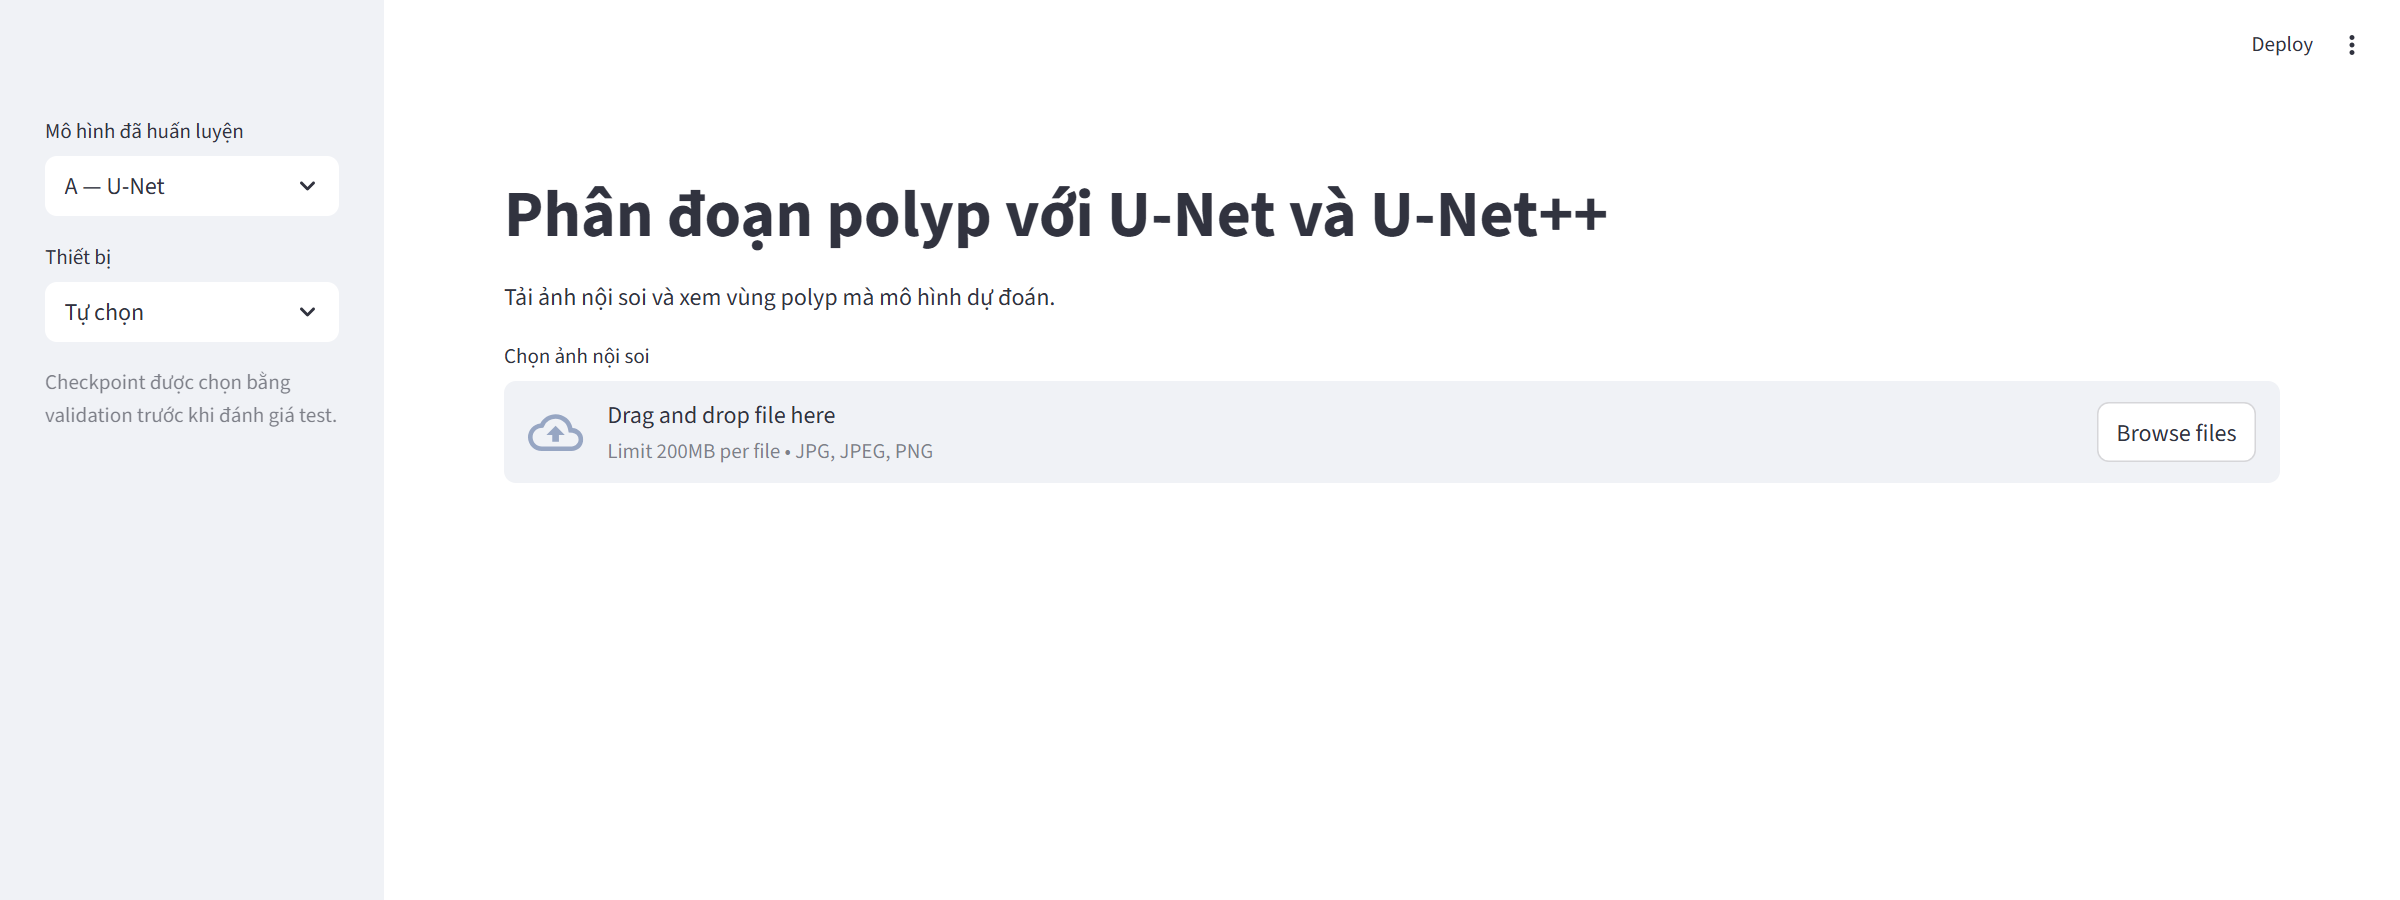 Deploy
Mô hình đã huấn luyện
A — U-Net
Thiết bị
Tự chọn
Checkpoint được chọn bằng
validation trước khi đánh giá test.
Phân đoạn polyp với U-Net và U-Net++
Tải ảnh nội soi và xem vùng polyp mà mô hình dự đoán.
Chọn ảnh nội soi
Drag and drop file here
Limit 200MB per file • JPG, JPEG, PNG
Browse files